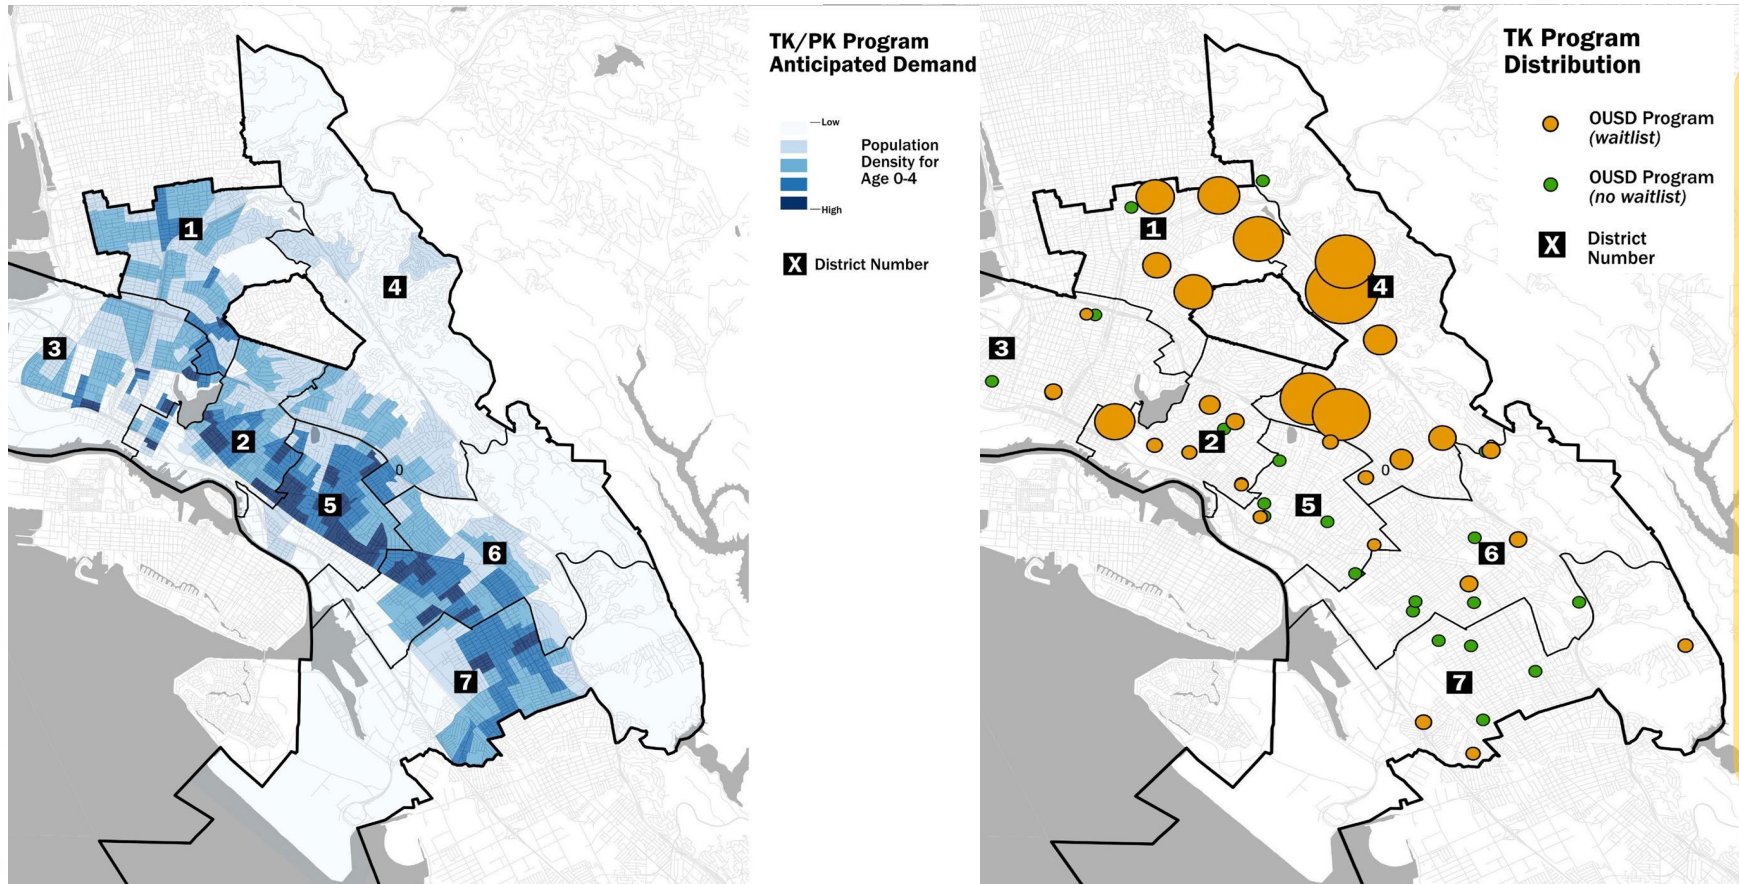 TK/PK Program
Anticipated Demand
Low
Population
Density for
Age 0-4
High
X District Number
1
4
3
2
0
5
6
7
TK Program
Distribution
OUSD Program
(waitlist)
OUSD Program
(no waitlist)
X District
Number
1
4
3
2
0
5
6
7